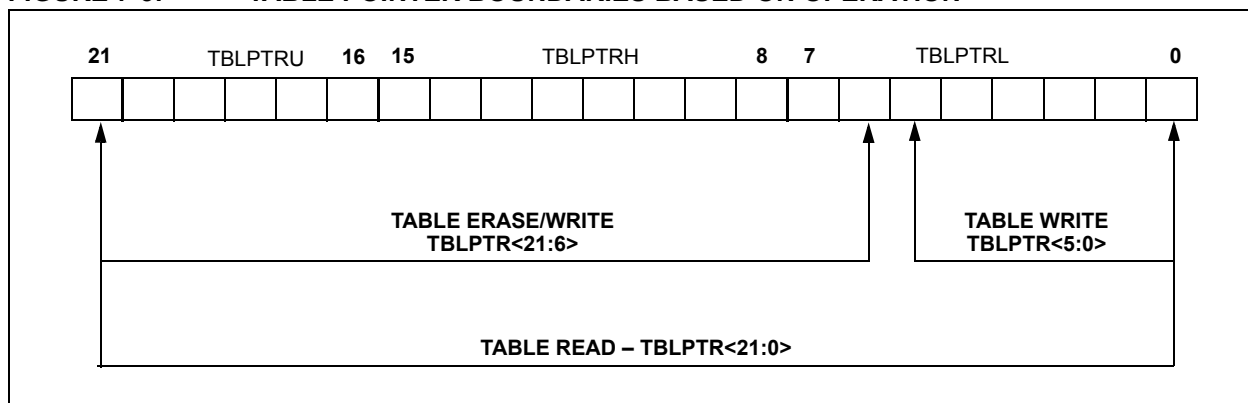 21 TBLPTRU 16 15 TBLPTRH 8 7 TBLPTRL 0
TABLE ERASE/WRITE
TBLPTR<21:6>
TABLE WRITE
TBLPTR<5:0>
TABLE READ – TBLPTR<21:0>